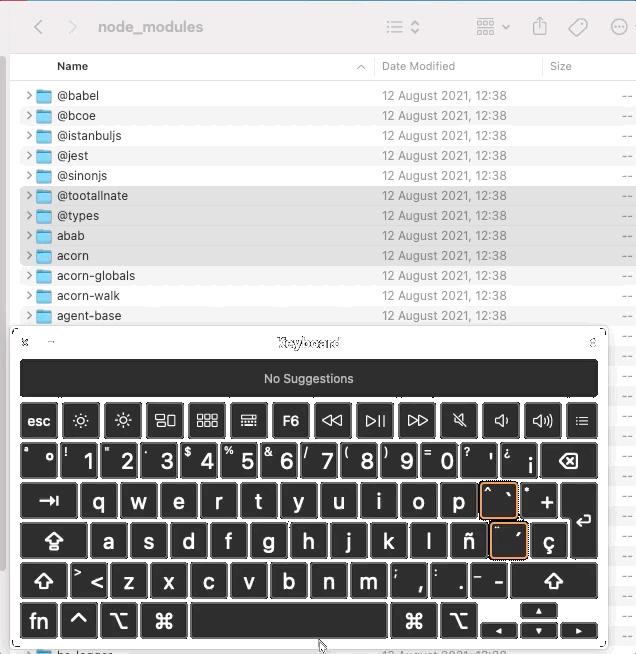 node_modules
Name Date Modified Size
@babel 12 August 2021, 12:38 --
@bcoe 12 August 2021, 12:38 --
@istanbuljs 12 August 2021, 12:38 --
@jest 12 August 2021, 12:38 --
@sinonjs 12 August 2021, 12:38 --
@tootallnate 12 August 2021, 12:38 --
@types 12 August 2021, 12:38 --
abab 12 August 2021, 12:38 --
acorn 12 August 2021, 12:38 --
acorn-globals 12 August 2021, 12:38 --
acorn-walk 12 August 2021, 12:38 --
agent-base 12 August 2021, 12:38 --
Keyboard
No Suggestions
esc F6
ª º ! 1 " 2 · 3 $ 4 % 5 & 6 / 7 ( 8 ) 9 = 0 ? ' ¿ ¡
q w e r t y u i o p ^ ` * +
a s d f g h j k l ñ ¨ ´ ç
> < z x c v b n m ; , : . _ -
fn ⌃ ⌥ ⌘ ⌘ ⌥